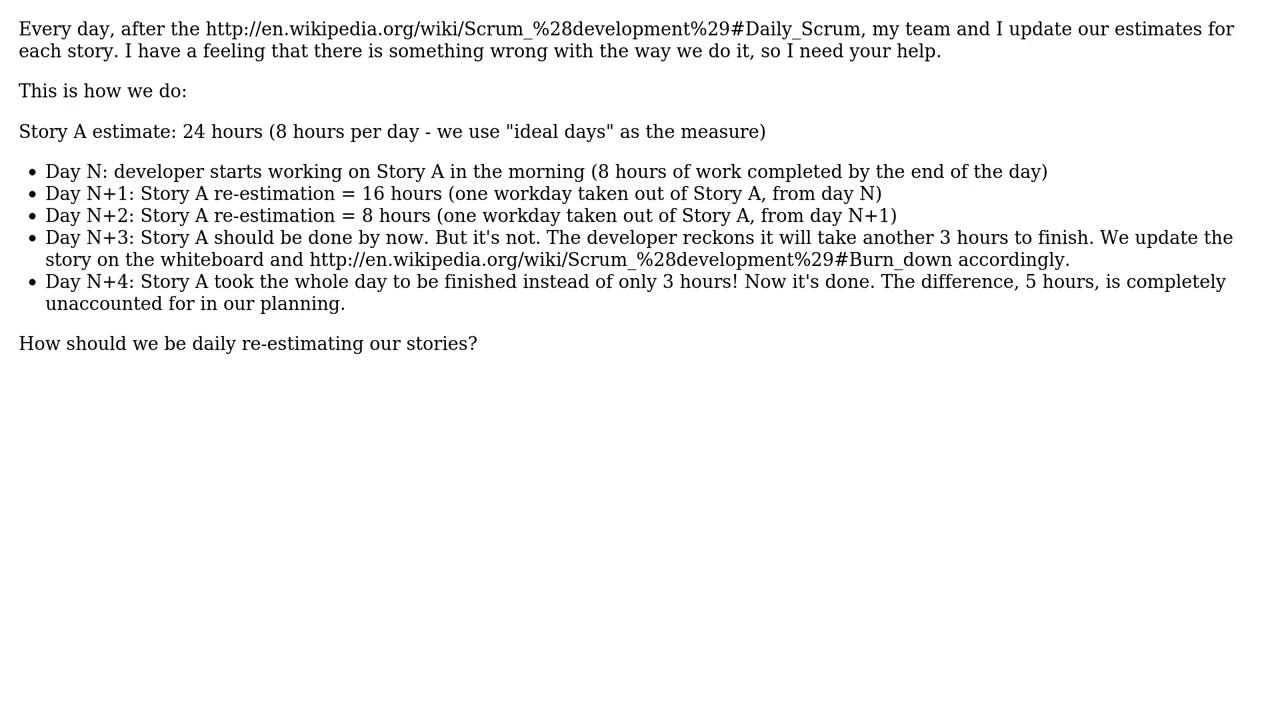 Every day, after the http://en.wikipedia.org/wiki/Scrum_%28development%29#Daily_Scrum, my team and I update our estimates for
each story. I have a feeling that there is something wrong with the way we do it, so I need your help.
This is how we do:
Story A estimate: 24 hours (8 hours per day - we use "ideal days" as the measure)
• Day N: developer starts working on Story A in the morning (8 hours of work completed by the end of the day)
• Day N+1: Story A re-estimation = 16 hours (one workday taken out of Story A, from day N)
• Day N+2: Story A re-estimation = 8 hours (one workday taken out of Story A, from day N+1)
• Day N+3: Story A should be done by now. But it's not. The developer reckons it will take another 3 hours to finish. We update the
story on the whiteboard and http://en.wikipedia.org/wiki/Scrum_%28development%29#Burn_down accordingly.
• Day N+4: Story A took the whole day to be finished instead of only 3 hours! Now it's done. The difference, 5 hours, is completely
unaccounted for in our planning.
How should we be daily re-estimating our stories?